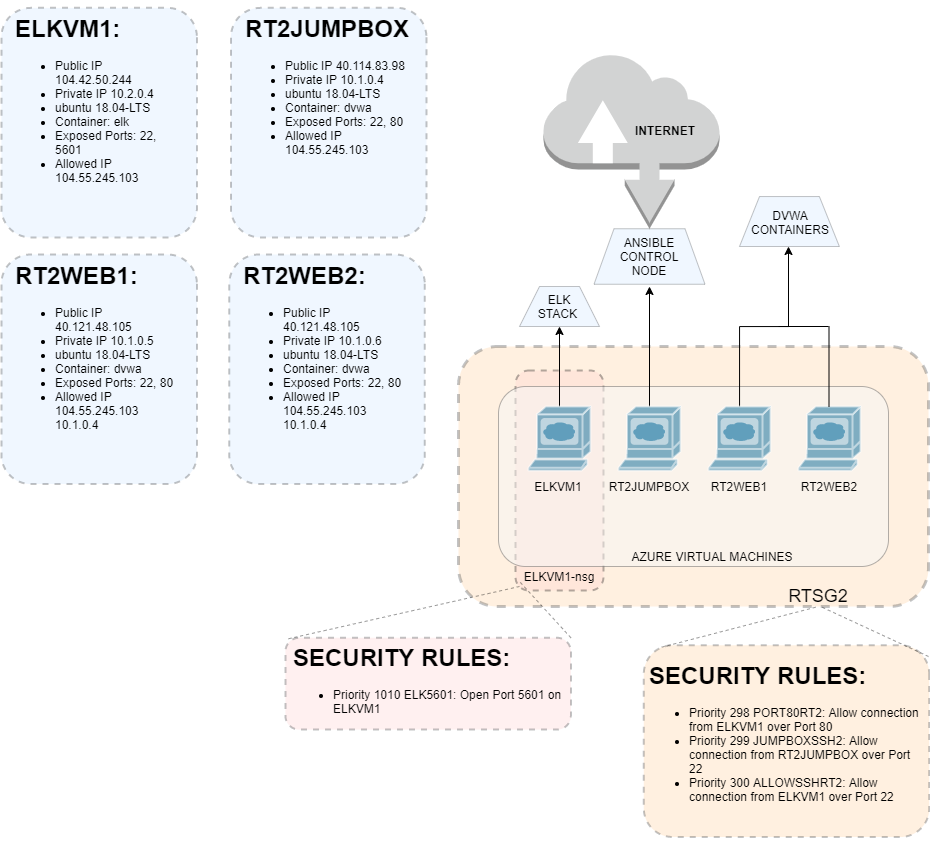 ELKVM1:
• Public IP
104.42.50.244
• Private IP 10.2.0.4
• ubuntu 18.04-LTS
• Container: elk
• Exposed Ports: 22,
5601
• Allowed IP
104.55.245.103
RT2JUMPBOX
• Public IP 40.114.83.98
• Private IP 10.1.0.4
• ubuntu 18.04-LTS
• Container: dvwa
• Exposed Ports: 22, 80
• Allowed IP
104.55.245.103
RT2WEB1:
• Public IP
40.121.48.105
• Private IP 10.1.0.5
• ubuntu 18.04-LTS
• Container: dvwa
• Exposed Ports: 22, 80
• Allowed IP
104.55.245.103
10.1.0.4
RT2WEB2:
• Public IP
40.121.48.105
• Private IP 10.1.0.6
• ubuntu 18.04-LTS
• Container: dvwa
• Exposed Ports: 22, 80
• Allowed IP
104.55.245.103
10.1.0.4
INTERNET
DVWA
CONTAINERS
ANSIBLE
CONTROL
NODE
ELK
STACK
ELKVM1
RT2JUMPBOX
RT2WEB1
RT2WEB2
AZURE VIRTUAL MACHINES
ELKVM1-nsg
RTSG2
SECURITY RULES:
• Priority 1010 ELK5601: Open Port 5601 on
ELKVM1
SECURITY RULES:
• Priority 298 PORT80RT2: Allow connection
from ELKVM1 over Port 80
• Priority 299 JUMPBOXSSH2: Allow
connection from RT2JUMPBOX over Port
22
• Priority 300 ALLOWSSHRT2: Allow
connection from ELKVM1 over Port 22